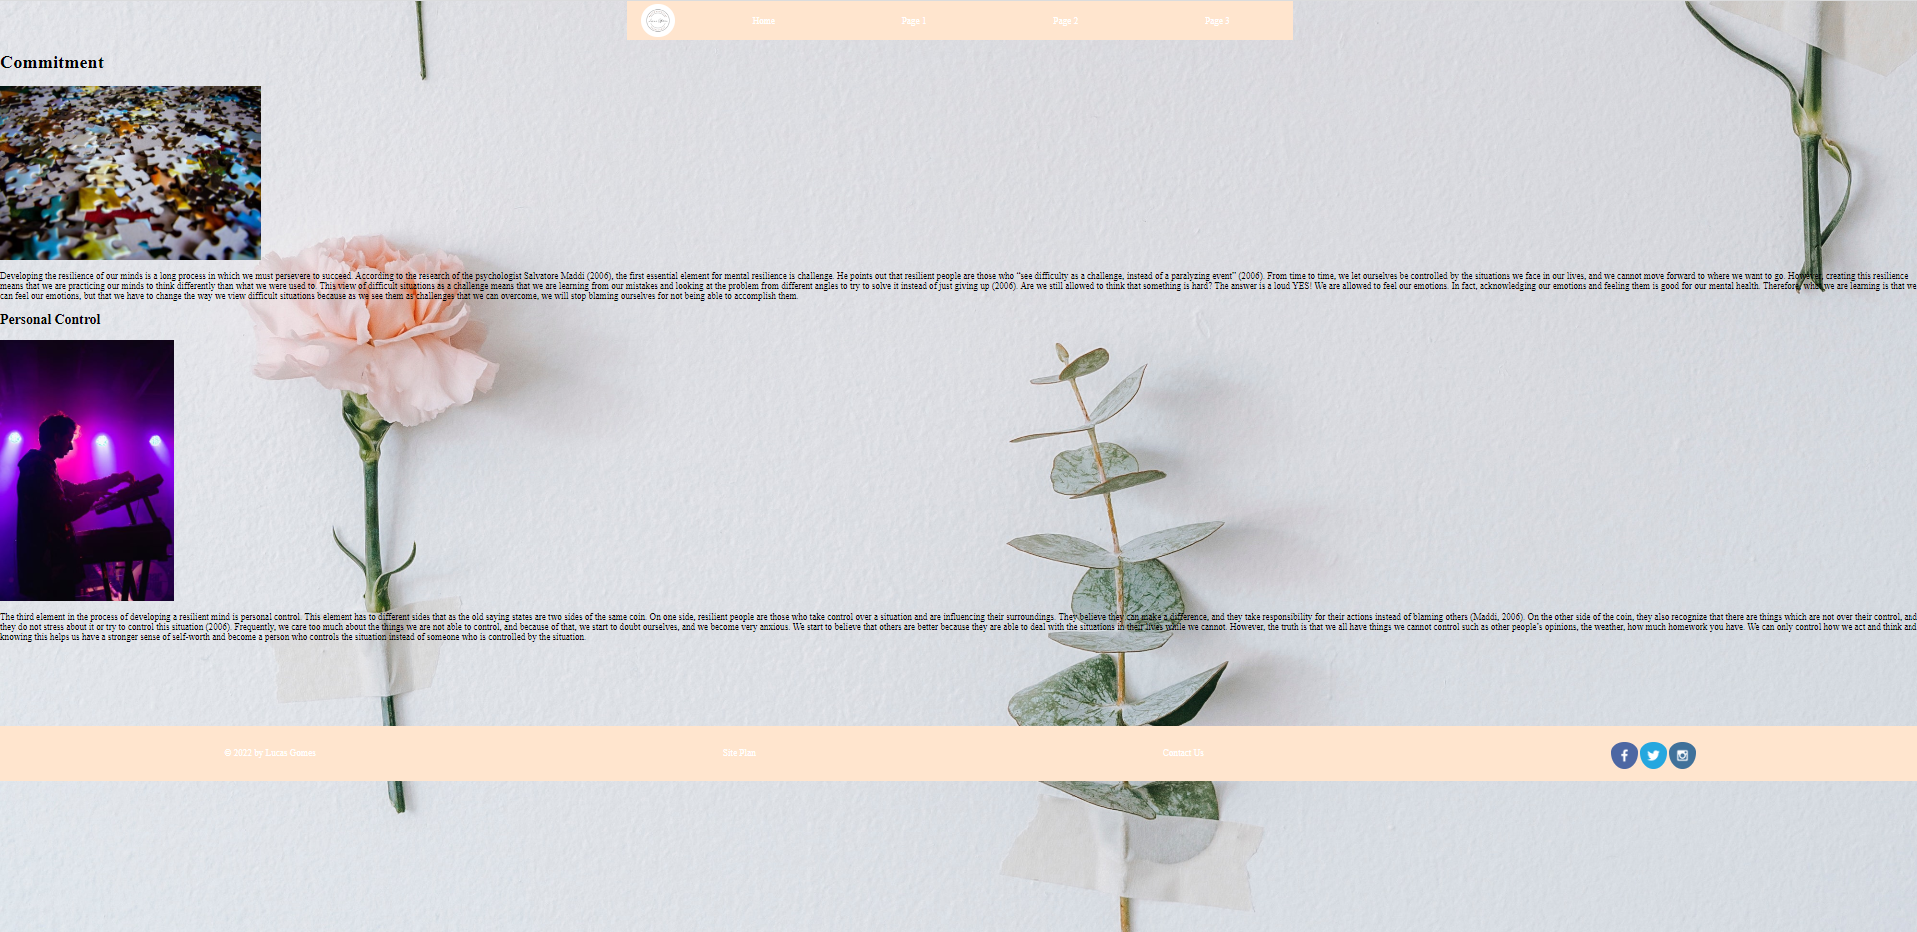 Home
Page 1
Page 2
Page 3
Commitment
Developing the resilience of our minds is a long process in which we must persevere to succeed. According to the research of the psychologist Salvatore Maddi (2006), the first essential element for mental resilience is challenge. He points out that resilient people are those who “see difficulty as a challenge, instead of a paralyzing event” (2006). From time to time, we let ourselves be controlled by the situations we face in our lives, and we cannot move forward to where we want to go. However, creating this resilience
means that we are practicing our minds to think differently than what we were used to. This view of difficult situations as a challenge means that we are learning from our mistakes and looking at the problem from different angles to try to solve it instead of just giving up (2006). Are we still allowed to think that something is hard? The answer is a loud YES! We are allowed to feel our emotions. In fact, acknowledging our emotions and feeling them is good for our mental health. Therefore, what we are learning is that we
can feel our emotions, but that we have to change the way we view difficult situations because as we see them as challenges that we can overcome, we will stop blaming ourselves for not being able to accomplish them.
Personal Control
The third element in the process of developing a resilient mind is personal control. This element has to different sides that as the old saying states are two sides of the same coin. On one side, resilient people are those who take control over a situation and are influencing their surroundings. They believe they can make a difference, and they take responsibility for their actions instead of blaming others (Maddi, 2006). On the other side of the coin, they also recognize that there are things which are not over their control, and
they do not stress about it or try to control this situation (2006). Frequently, we care too much about the things we are not able to control, and because of that, we start to doubt ourselves, and we become very anxious. We start to believe that others are better because they are able to deal with the situations in their lives while we cannot. However, the truth is that we all have things we cannot control such as other people’s opinions, the weather, how much homework you have. We can only control how we act and think and
knowing this helps us have a stronger sense of self-worth and become a person who controls the situation instead of someone who is controlled by the situation.
© 2022 by Lucas Gomes
Site Plan
Contact Us